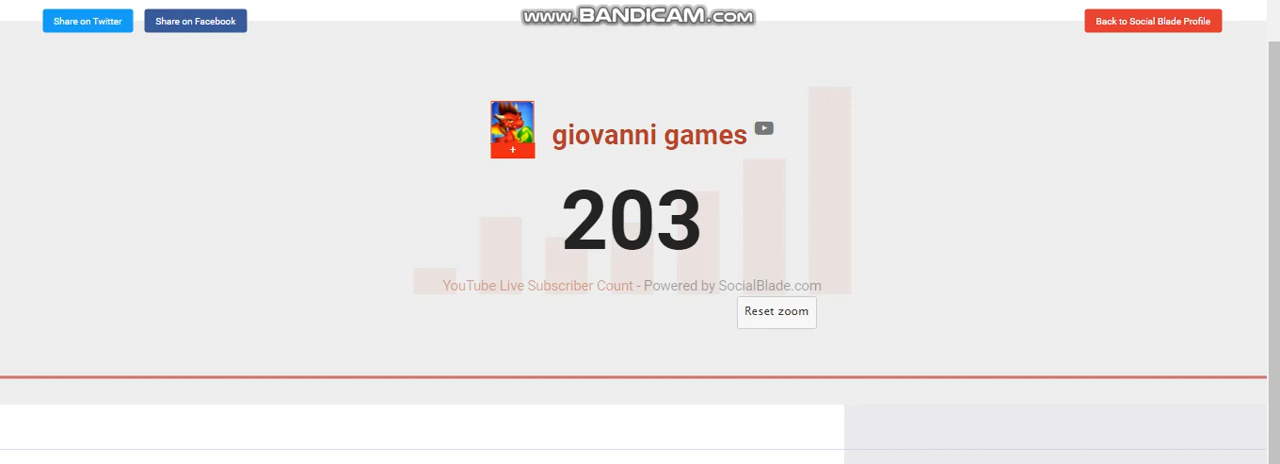 Share on Twitter
Share on Facebook
www.BANDICAM.com
Back to Social Blade Profile
+
giovanni games
203
YouTube Live Subscriber Count - Powered by SocialBlade.com
Reset zoom